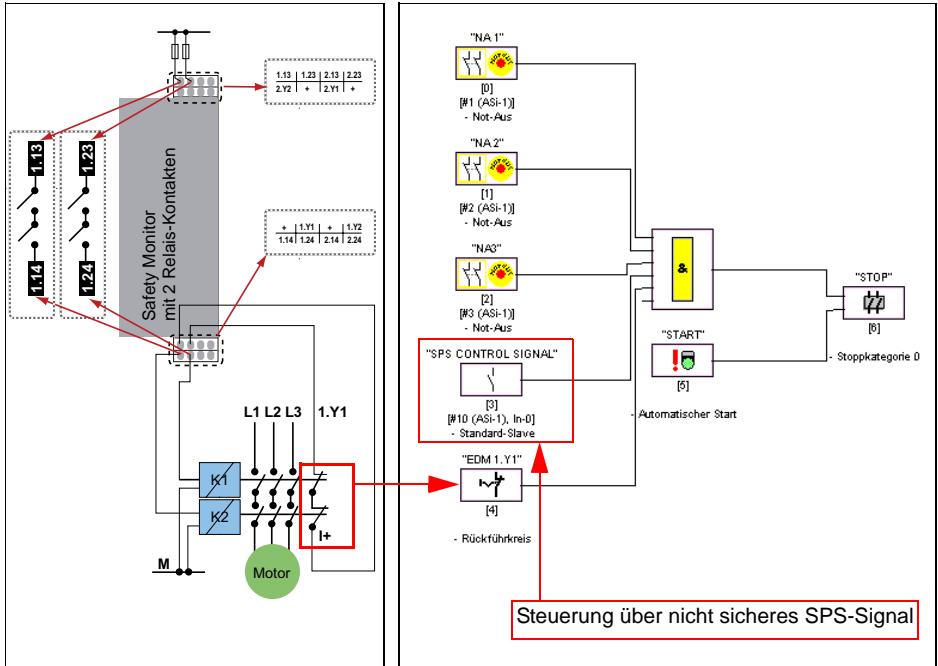 1.13 | 1.23 | 2.13 | 2.23
2.Y2 | + | 2.Y1 | +
1.13
1.23
1.14
1.24
Safety Monitor
mit 2 Relais-Kontakten
+ | 1.Y1 | + | 1.Y2
1.14 | 1.24 | 2.14 | 2.24
L1 L2 L3 1.Y1
K1
K2
I+
M
Motor
"NA 1"
[0]
[#1 (ASi-1)]
- Not-Aus
"NA 2"
[1]
[#2 (ASi-1)]
- Not-Aus
"NA3"
[2]
[#3 (ASi-1)]
- Not-Aus
"SPS CONTROL SIGNAL"
[3]
[#10 (ASi-1), In-0]
- Standard-Slave
"EDM 1.Y1"
[4]
- Rückführkreis
&
"START"
[5]
- Automatischer Start
"STOP"
[6]
- Stoppkategorie 0
Steuerung über nicht sicheres SPS-Signal